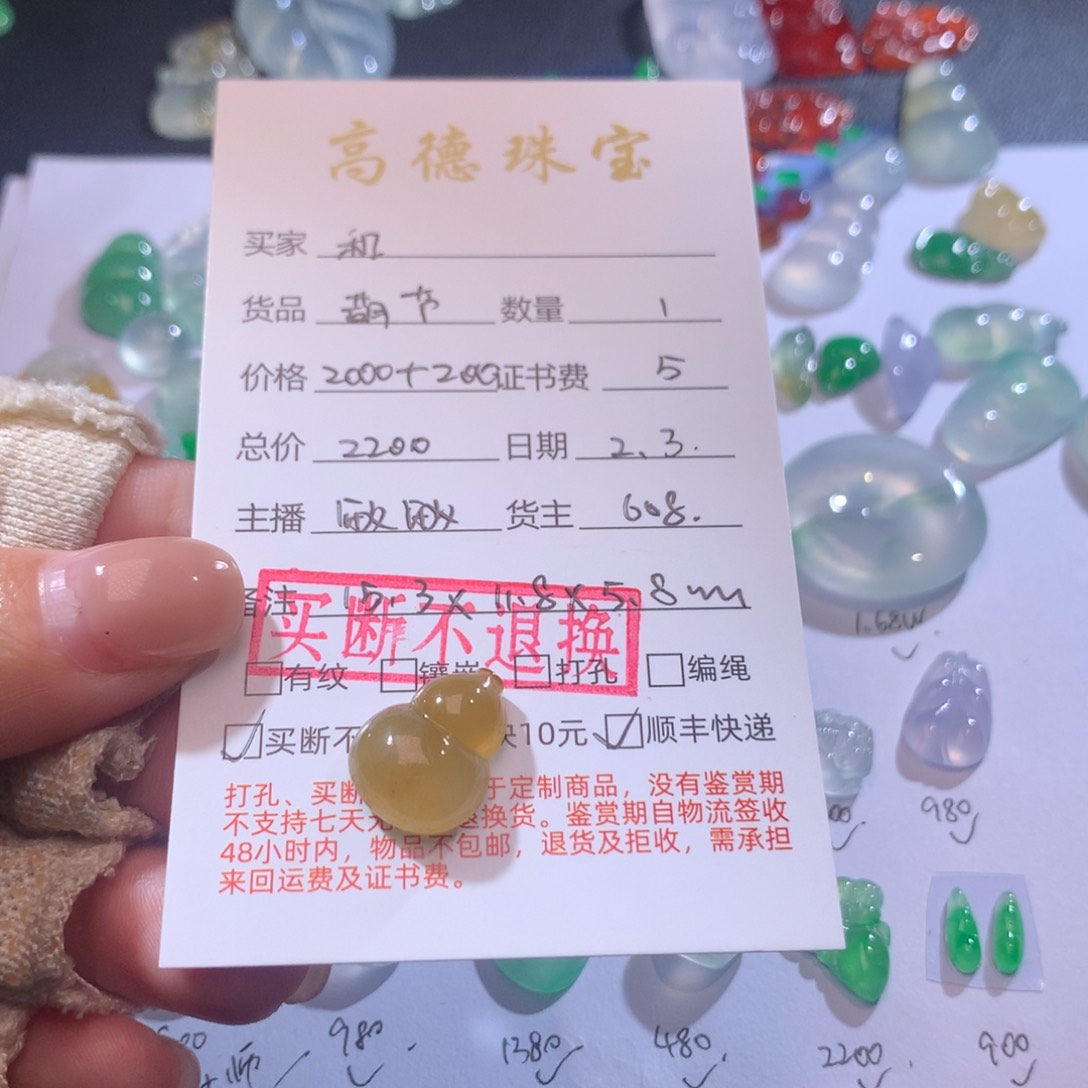 高德珠宝
买家
货品 数量 1
价格 2000+200 证书费 5
总价 2200 日期 2.3.
主播 货主 608.
备注 15.3x11.8x5.8mm
买断不退换
有纹 镶嵌 打孔 编绳
买断不 10元 顺丰快递
打孔、买断 于定制商品，没有鉴赏期
不支持七天 退换货。鉴赏期自物流签收
48小时内，物品不包邮，退货及拒收，需承担
来回运费及证书费。
1.68W
980
980
1380
480
2200
900